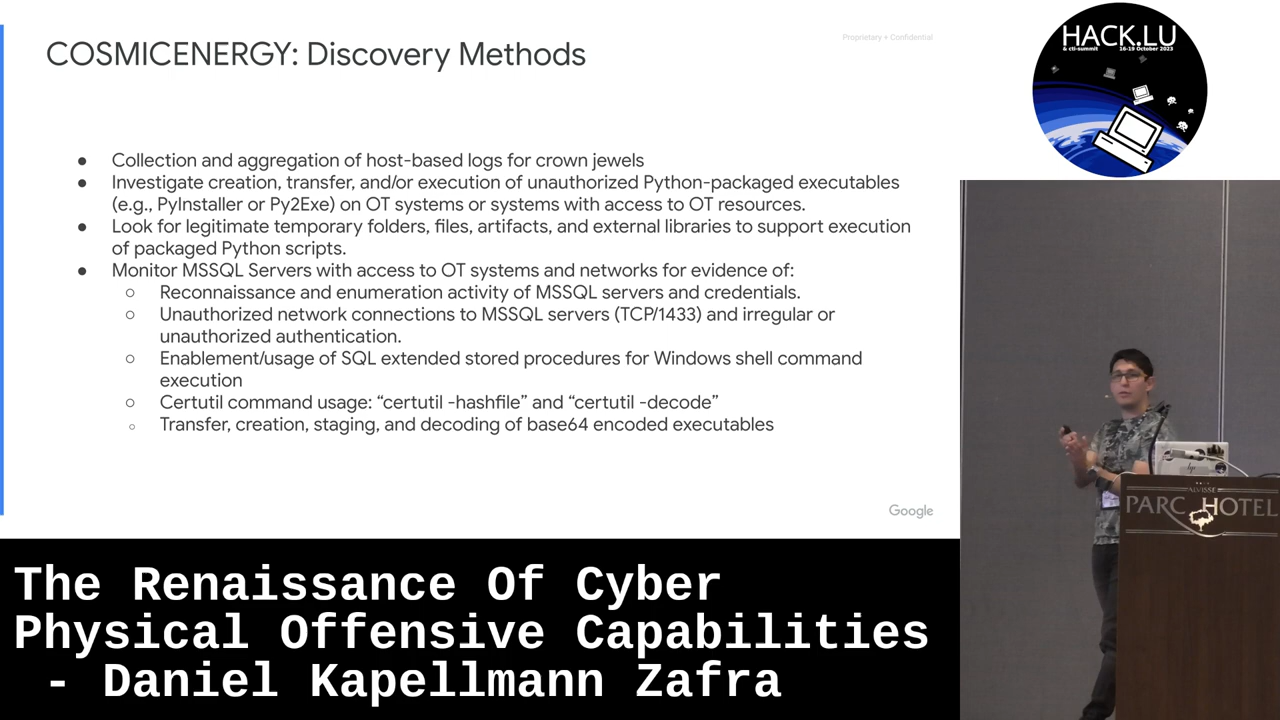 COSMICENERGY: Discovery Methods
Proprietary + Confidential
● Collection and aggregation of host-based logs for crown jewels
● Investigate creation, transfer, and/or execution of unauthorized Python-packaged executables
(e.g., PyInstaller or Py2Exe) on OT systems or systems with access to OT resources.
● Look for legitimate temporary folders, files, artifacts, and external libraries to support execution
of packaged Python scripts.
● Monitor MSSQL Servers with access to OT systems and networks for evidence of:
○ Reconnaissance and enumeration activity of MSSQL servers and credentials.
○ Unauthorized network connections to MSSQL servers (TCP/1433) and irregular or
unauthorized authentication.
○ Enablement/usage of SQL extended stored procedures for Windows shell command
execution
○ Certutil command usage: “certutil -hashfile” and “certutil -decode”
○ Transfer, creation, staging, and decoding of base64 encoded executables
Google
HACK.LU
& cti-summit 16-19 October 2023
hp
ALVISSE
PARC HOTEL
The Renaissance Of Cyber
Physical Offensive Capabilities
- Daniel Kapellmann Zafra